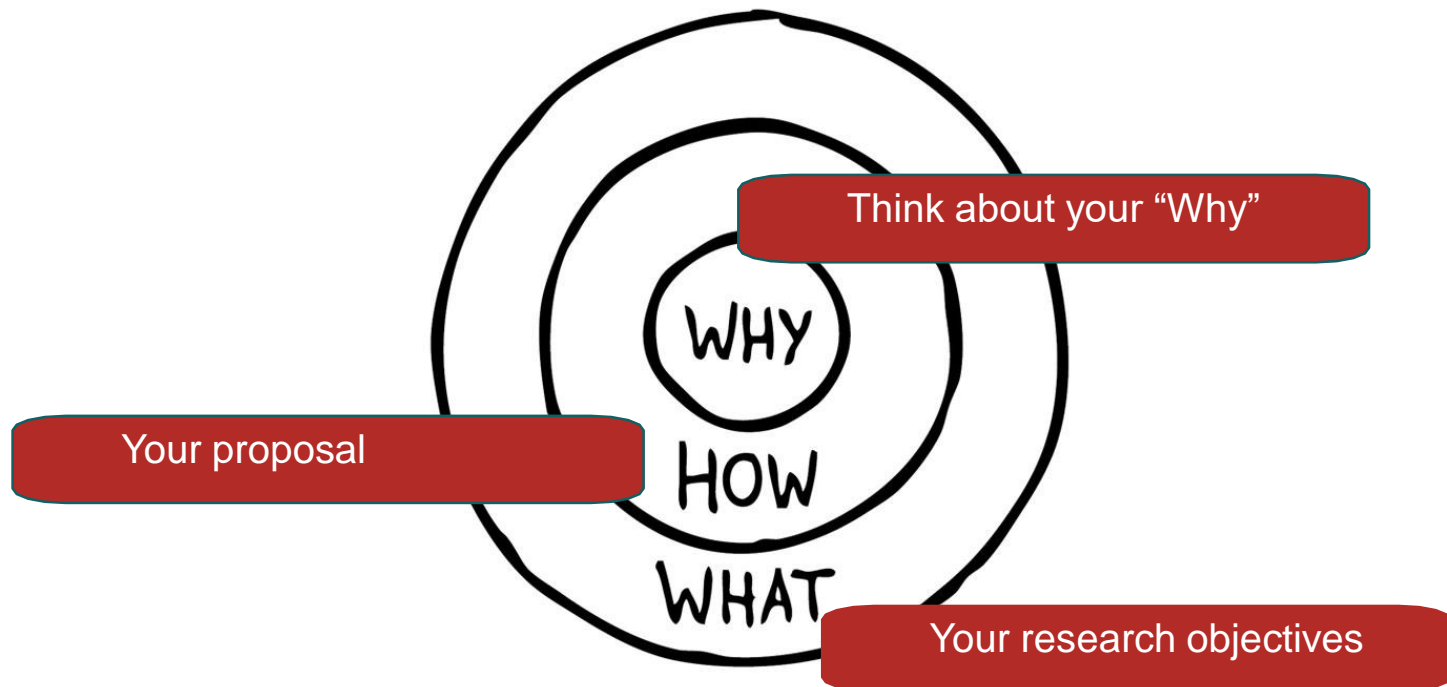 Think about your “Why”
WHY
Your proposal
HOW
WHAT
Your research objectives